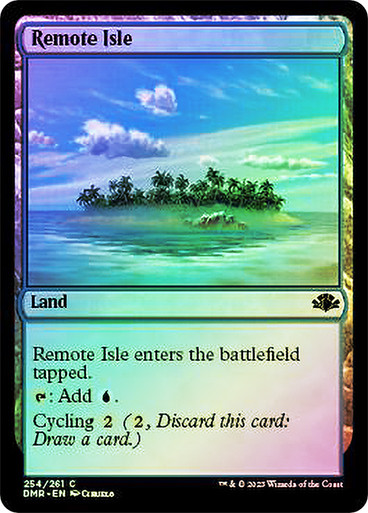 Remote Isle
Land
Remote Isle enters the battlefield
tapped.
: Add .
Cycling 2 (2, Discard this card:
Draw a card.)
254/261 C
DMR-EN Ciruelo
™ & © 2023 Wizards of the Coast